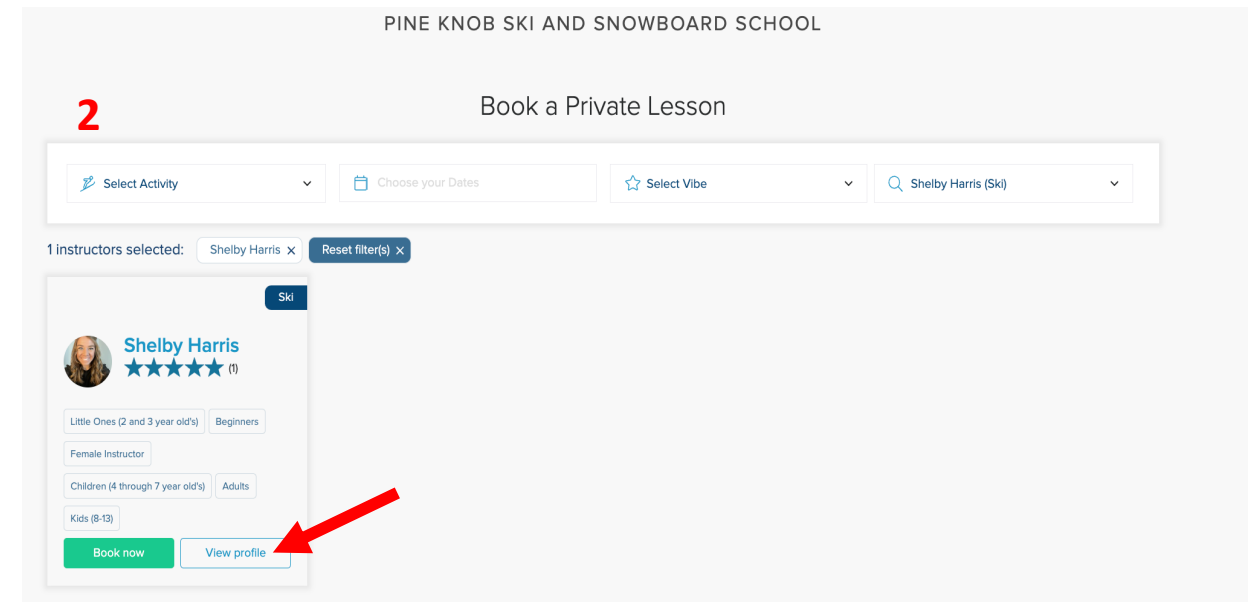 PINE KNOB SKI AND SNOWBOARD SCHOOL
2
Book a Private Lesson
Select Activity
Choose your Dates
Select Vibe
Shelby Harris (Ski)
1 instructors selected: Shelby Harris x Reset filter(s) x
Ski
Shelby Harris
(1)
Little Ones (2 and 3 year old's) Beginners
Female Instructor
Children (4 through 7 year old's) Adults
Kids (8-13)
Book now View profile